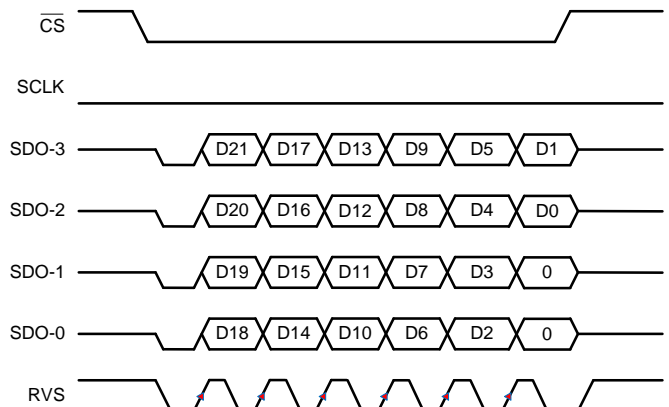 C̅S̅
SCLK
SDO-3 D21 D17 D13 D9 D5 D1
SDO-2 D20 D16 D12 D8 D4 D0
SDO-1 D19 D15 D11 D7 D3 0
SDO-0 D18 D14 D10 D6 D2 0
RVS